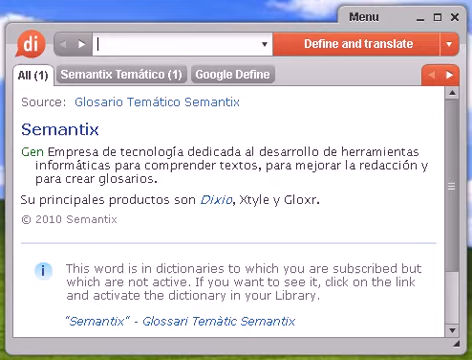 Menu
di
Define and translate
All (1)
Semantix Temático (1)
Google Define
Source: Glosario Temático Semantix
Semantix
Gen Empresa de tecnología dedicada al desarrollo de herramientas
informáticas para comprender textos, para mejorar la redacción y
para crear glosarios.
Su principales productos son Dixio, Xtyle y Gloxr.
© 2010 Semantix
i
This word is in dictionaries to which you are subscribed but
which are not active. If you want to see it, click on the link
and activate the dictionary in your Library.
"Semantix" - Glossari Temàtic Semantix